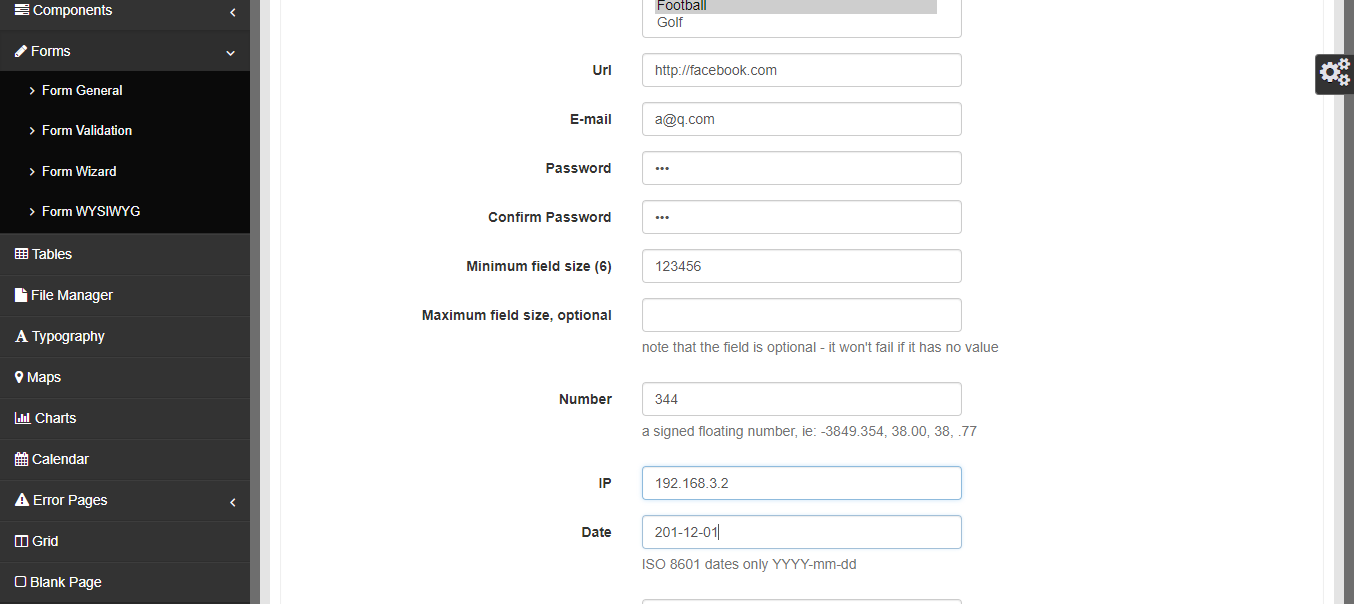 Components
Forms
Form General
Form Validation
Form Wizard
Form WYSIWYG
Tables
File Manager
Typography
Maps
Charts
Calendar
Error Pages
Grid
Blank Page
Football
Golf
Url http://facebook.com
E-mail a@q.com
Password •••
Confirm Password •••
Minimum field size (6) 123456
Maximum field size, optional
note that the field is optional - it won't fail if it has no value
Number 344
a signed floating number, ie: -3849.354, 38.00, 38, .77
IP 192.168.3.2
Date 201-12-01
ISO 8601 dates only YYYY-mm-dd